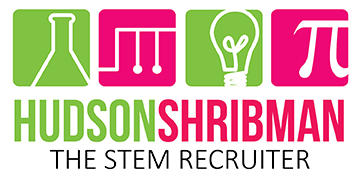 π
HUDSONSHRIBMAN
THE STEM RECRUITER